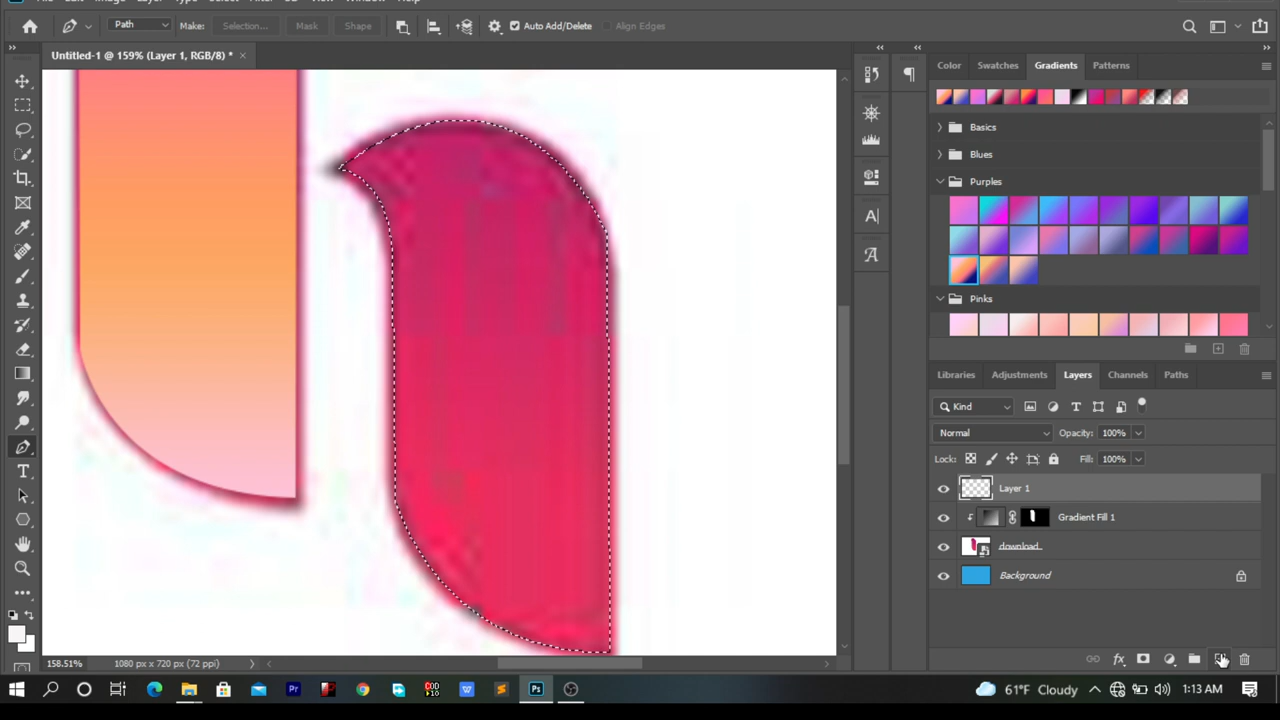 Path
Make:
Selection...
Mask
Shape
Auto Add/Delete
Align Edges
Untitled-1 @ 159% (Layer 1, RGB/8) *
Color
Swatches
Gradients
Patterns
Basics
Blues
Purples
Pinks
Libraries
Adjustments
Layers
Channels
Paths
Kind
Normal
Opacity: 100%
Lock:
Fill: 100%
Layer 1
Gradient Fill 1
download
Background
158.51%
1080 px x 720 px (72 ppi)
61°F Cloudy
1:13 AM